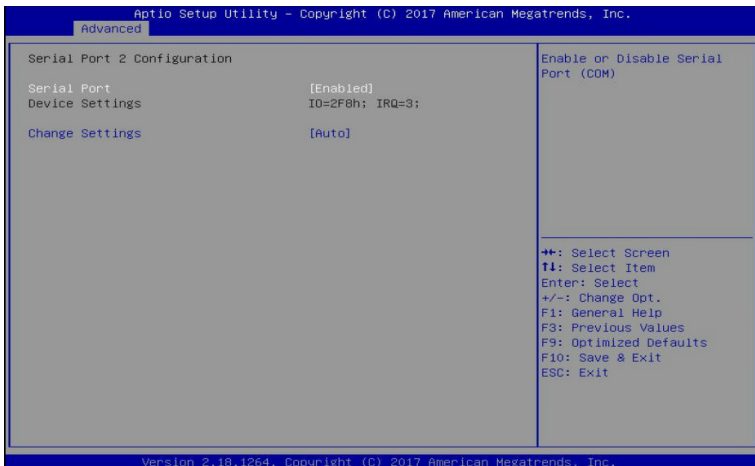 Aptio Setup Utility – Copyright (C) 2017 American Megatrends, Inc.
Advanced
Serial Port 2 Configuration
Serial Port [Enabled]
Device Settings IO=2F8h; IRQ=3;
Change Settings [Auto]
Enable or Disable Serial
Port (COM)
→←: Select Screen
↑↓: Select Item
Enter: Select
+/-: Change Opt.
F1: General Help
F3: Previous Values
F9: Optimized Defaults
F10: Save & Exit
ESC: Exit
Version 2.18.1264. Copyright (C) 2017 American Megatrends, Inc.